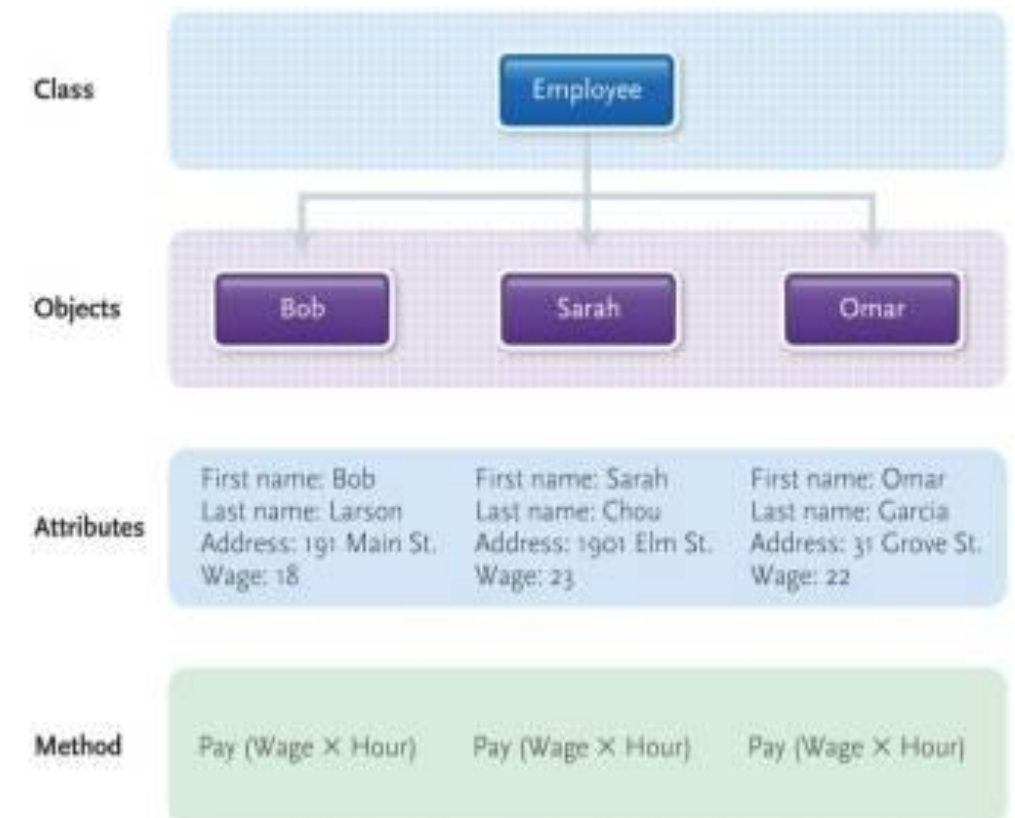 Class
Employee
Objects
Bob Sarah Omar
Attributes
First name: Bob
Last name: Larson
Address: 191 Main St.
Wage: 18
First name: Sarah
Last name: Chou
Address: 1901 Elm St.
Wage: 23
First name: Omar
Last name: Garcia
Address: 31 Grove St.
Wage: 22
Method
Pay (Wage × Hour) Pay (Wage × Hour) Pay (Wage × Hour)